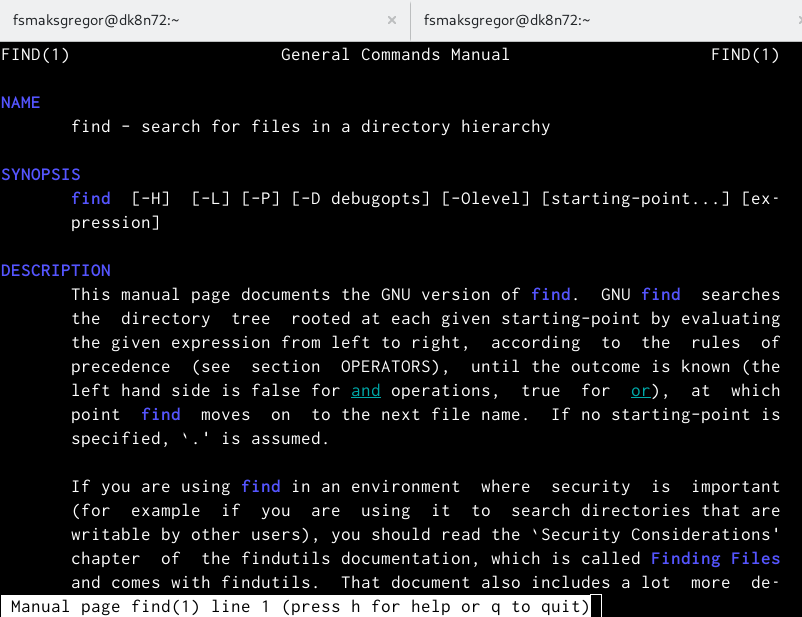 fsmaksgregor@dk8n72:~ × fsmaksgregor@dk8n72:~ ×
FIND(1) General Commands Manual FIND(1)
NAME
find - search for files in a directory hierarchy
SYNOPSIS
find [-H] [-L] [-P] [-D debugopts] [-Olevel] [starting-point...] [ex-
pression]
DESCRIPTION
This manual page documents the GNU version of find. GNU find searches
the directory tree rooted at each given starting-point by evaluating
the given expression from left to right, according to the rules of
precedence (see section OPERATORS), until the outcome is known (the
left hand side is false for and operations, true for or), at which
point find moves on to the next file name. If no starting-point is
specified, `.' is assumed.
If you are using find in an environment where security is important
(for example if you are using it to search directories that are
writable by other users), you should read the `Security Considerations'
chapter of the findutils documentation, which is called Finding Files
and comes with findutils. That document also includes a lot more de-
Manual page find(1) line 1 (press h for help or q to quit)